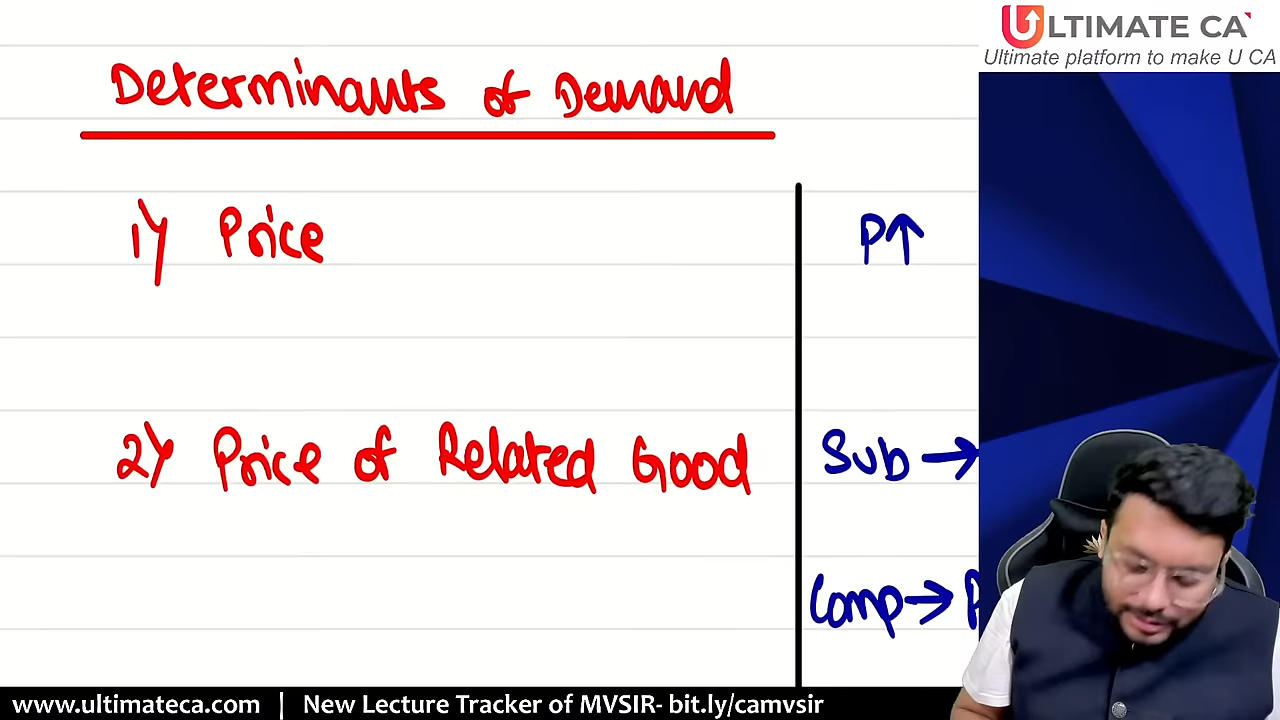 ULTIMATE CA
Ultimate platform to make U CA
Determinants of Demand
1) Price
P↑
2) Price of Related Good
Sub →
Comp → P
www.ultimateca.com | New Lecture Tracker of MVSIR- bit.ly/camvsir